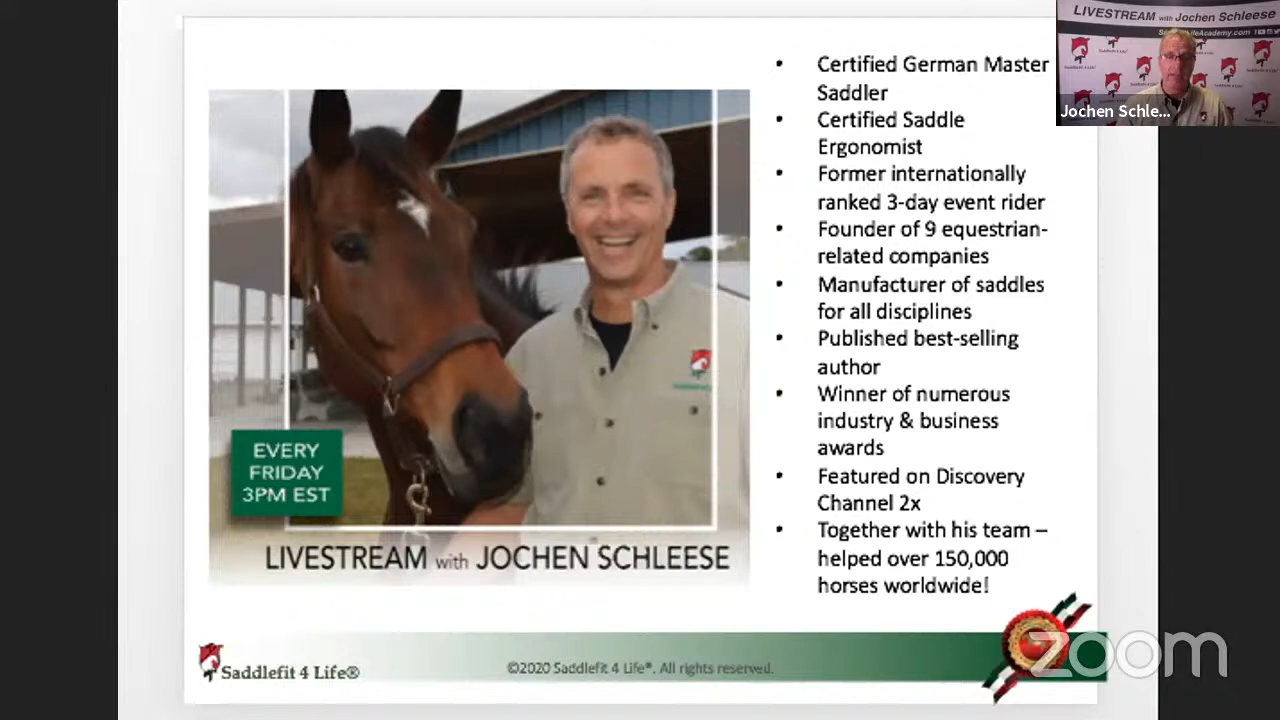 • Certified German Master
Saddler
• Certified Saddle
Ergonomist
• Former internationally
ranked 3-day event rider
• Founder of 9 equestrian-
related companies
• Manufacturer of saddles
for all disciplines
• Published best-selling
author
• Winner of numerous
industry & business
awards
• Featured on Discovery
Channel 2x
• Together with his team –
helped over 150,000
horses worldwide!
EVERY
FRIDAY
3PM EST
LIVESTREAM with JOCHEN SCHLEESE
Saddlefit 4 Life®
©2020 Saddlefit 4 Life®. All rights reserved.
zoom
LIVESTREAM with Jochen Schleese
Jochen Schle...